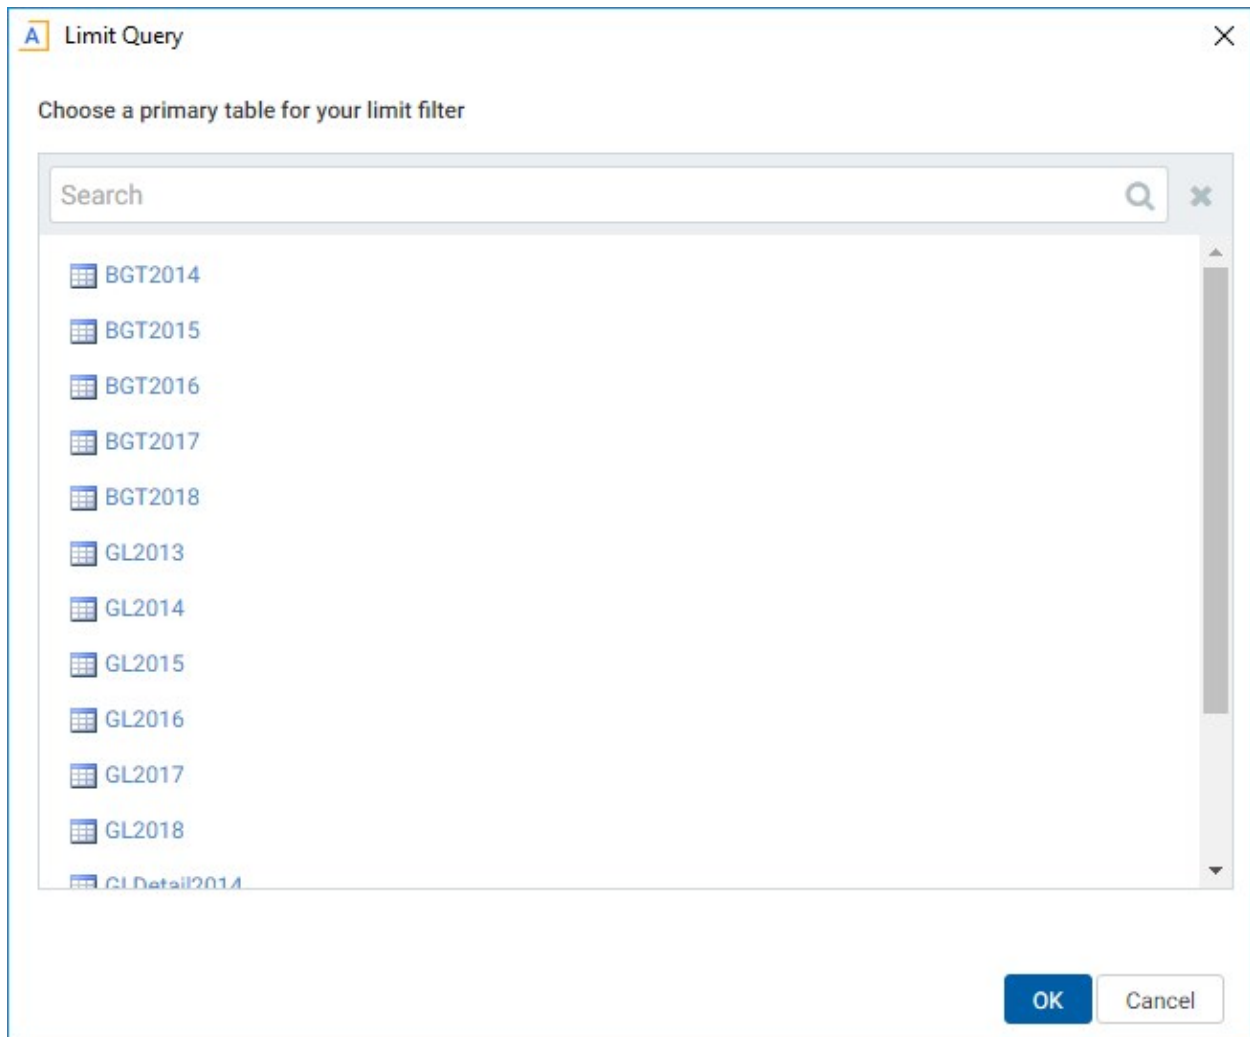 A Limit Query
Choose a primary table for your limit filter
Search
BGT2014
BGT2015
BGT2016
BGT2017
BGT2018
GL2013
GL2014
GL2015
GL2016
GL2017
GL2018
GLDetail2014
OK Cancel